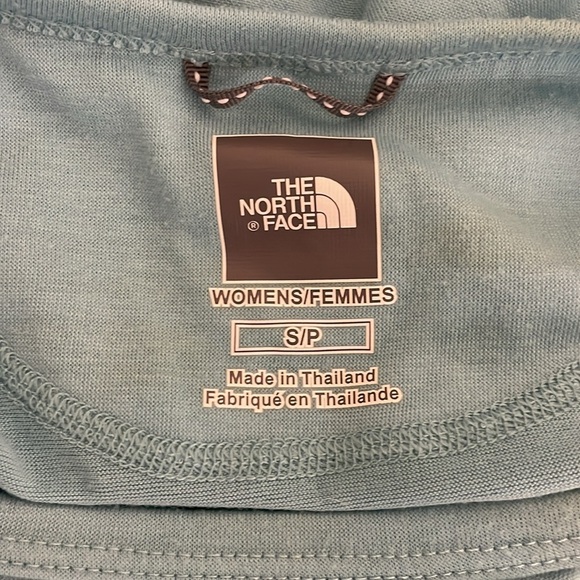 THE
NORTH
® FACE
WOMENS/FEMMES
S/P
Made in Thailand
Fabriqué en Thaïlande